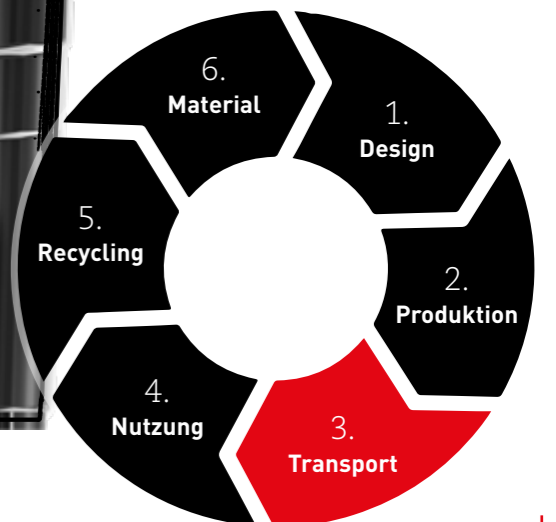 1.
Design
2.
Produktion
3.
Transport
4.
Nutzung
5.
Recycling
6.
Material